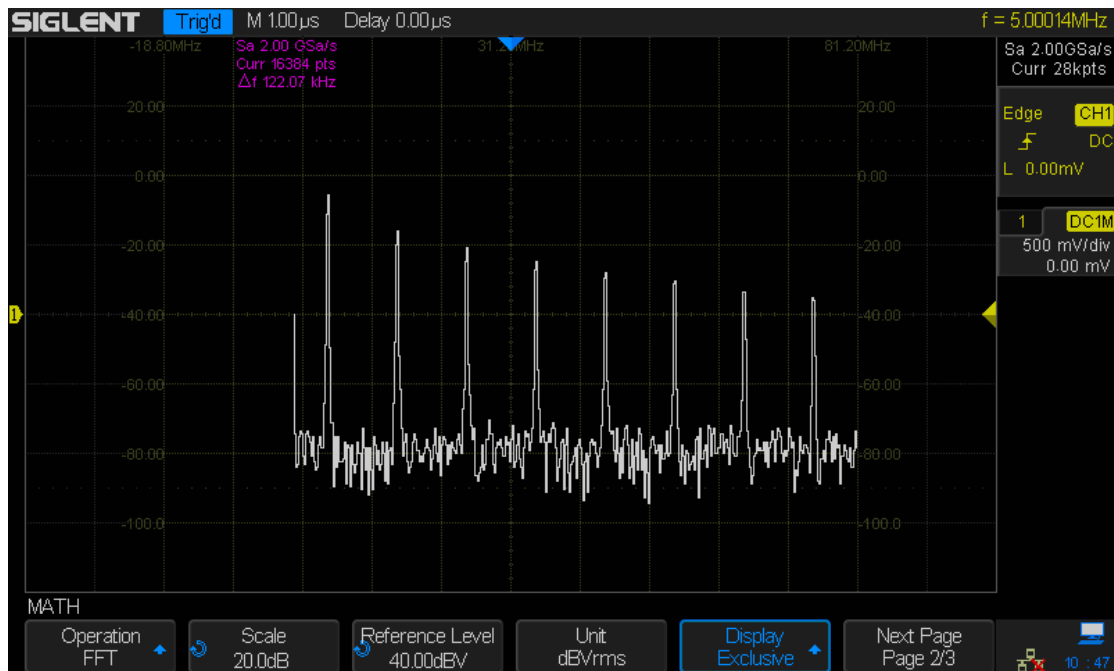 SIGLENT Trig'd M 1.00µs Delay 0.00µs f = 5.00014MHz
-18.80MHz Sa 2.00 GSa/s 31.20MHz 81.20MHz
Curr 16384 pts
Δf 122.07 kHz
Sa 2.00GSa/s
Curr 28kpts
Edge CH1
DC
L 0.00mV
1 DC1M
500 mV/div
0.00 mV
20.00 20.00
0.00 0.00
-20.00 -20.00
1
-40.00 -40.00
-60.00 -60.00
-80.00 -80.00
-100.0 -100.0
MATH
Operation
FFT
Scale
20.0dB
Reference Level
40.00dBV
Unit
dBVrms
Display
Exclusive
Next Page
Page 2/3
10:47